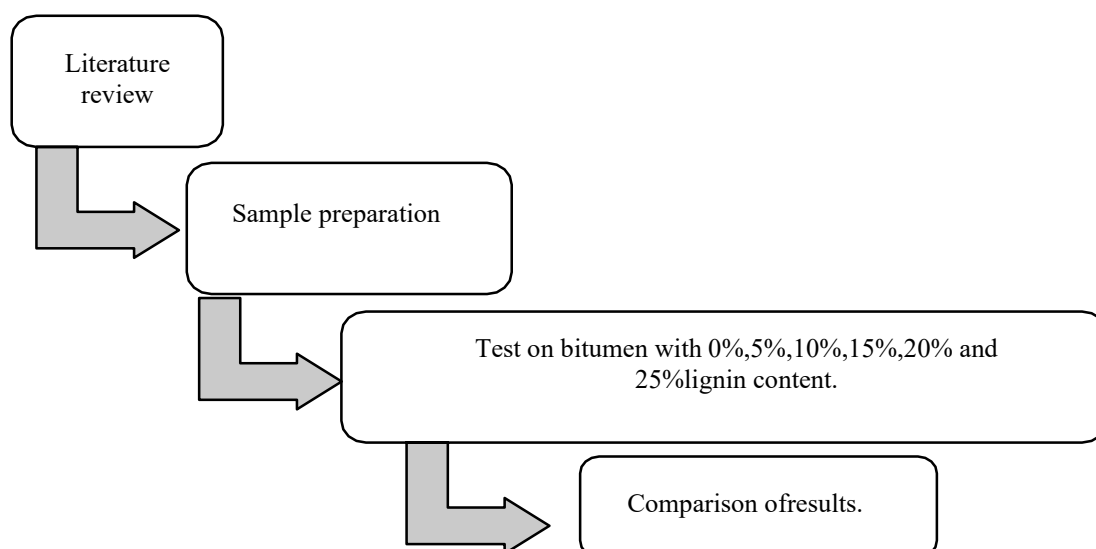 Literature
review
Sample preparation
Test on bitumen with 0%,5%,10%,15%,20% and
25%lignin content.
Comparison ofresults.